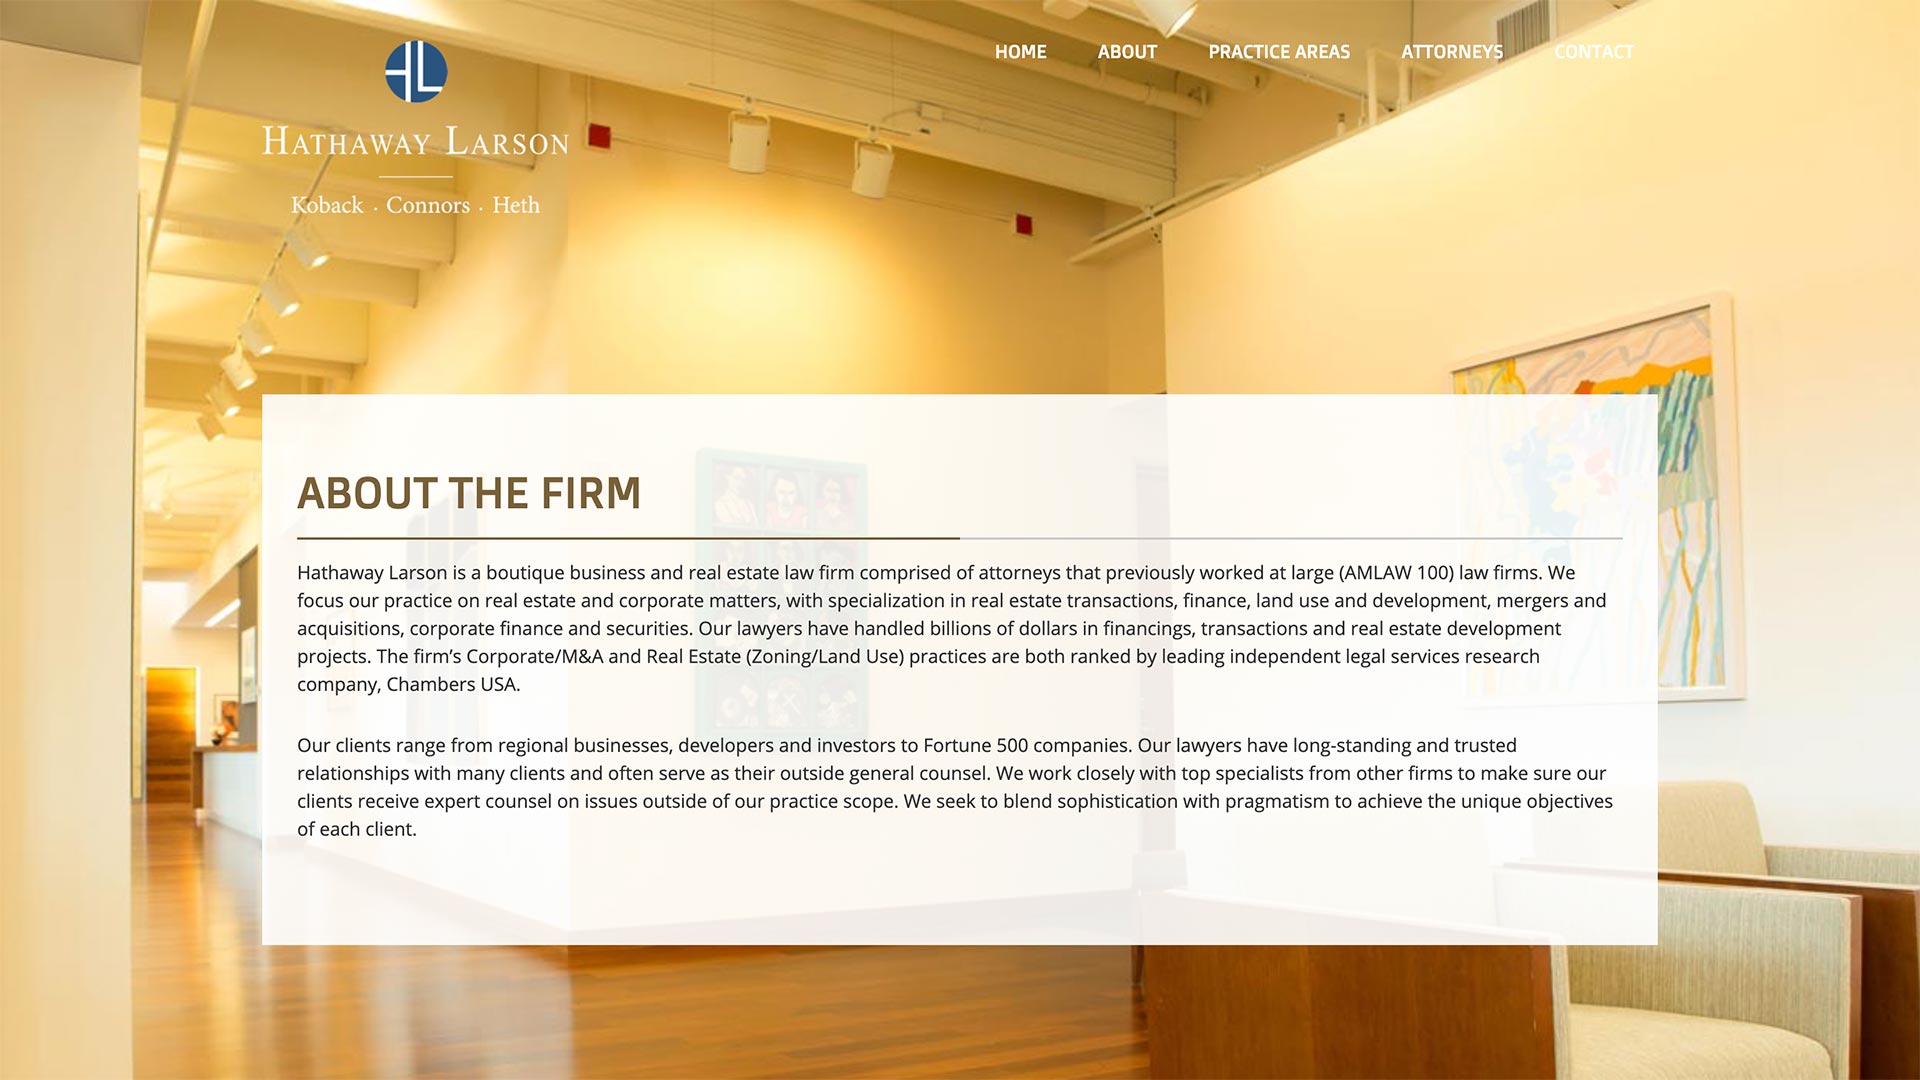 HATHAWAY LARSON
Koback . Connors . Heth
HOME ABOUT PRACTICE AREAS ATTORNEYS CONTACT
ABOUT THE FIRM
Hathaway Larson is a boutique business and real estate law firm comprised of attorneys that previously worked at large (AMLAW 100) law firms. We
focus our practice on real estate and corporate matters, with specialization in real estate transactions, finance, land use and development, mergers and
acquisitions, corporate finance and securities. Our lawyers have handled billions of dollars in financings, transactions and real estate development
projects. The firm’s Corporate/M&A and Real Estate (Zoning/Land Use) practices are both ranked by leading independent legal services research
company, Chambers USA.
Our clients range from regional businesses, developers and investors to Fortune 500 companies. Our lawyers have long-standing and trusted
relationships with many clients and often serve as their outside general counsel. We work closely with top specialists from other firms to make sure our
clients receive expert counsel on issues outside of our practice scope. We seek to blend sophistication with pragmatism to achieve the unique objectives
of each client.